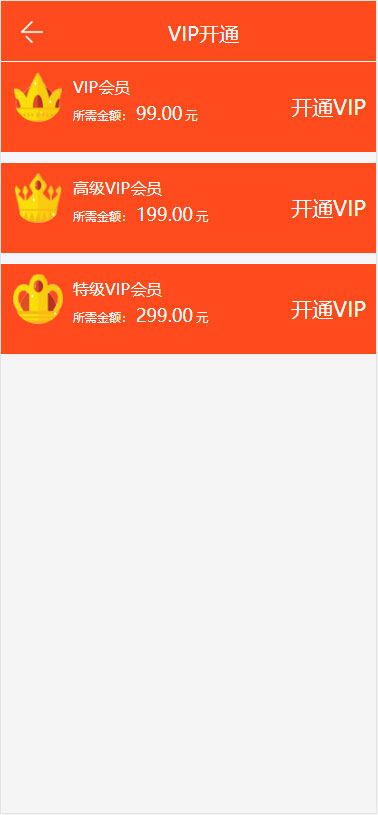 VIP开通
VIP会员
所需金额： 99.00 元
开通VIP
高级VIP会员
所需金额： 199.00 元
开通VIP
特级VIP会员
所需金额： 299.00 元
开通VIP